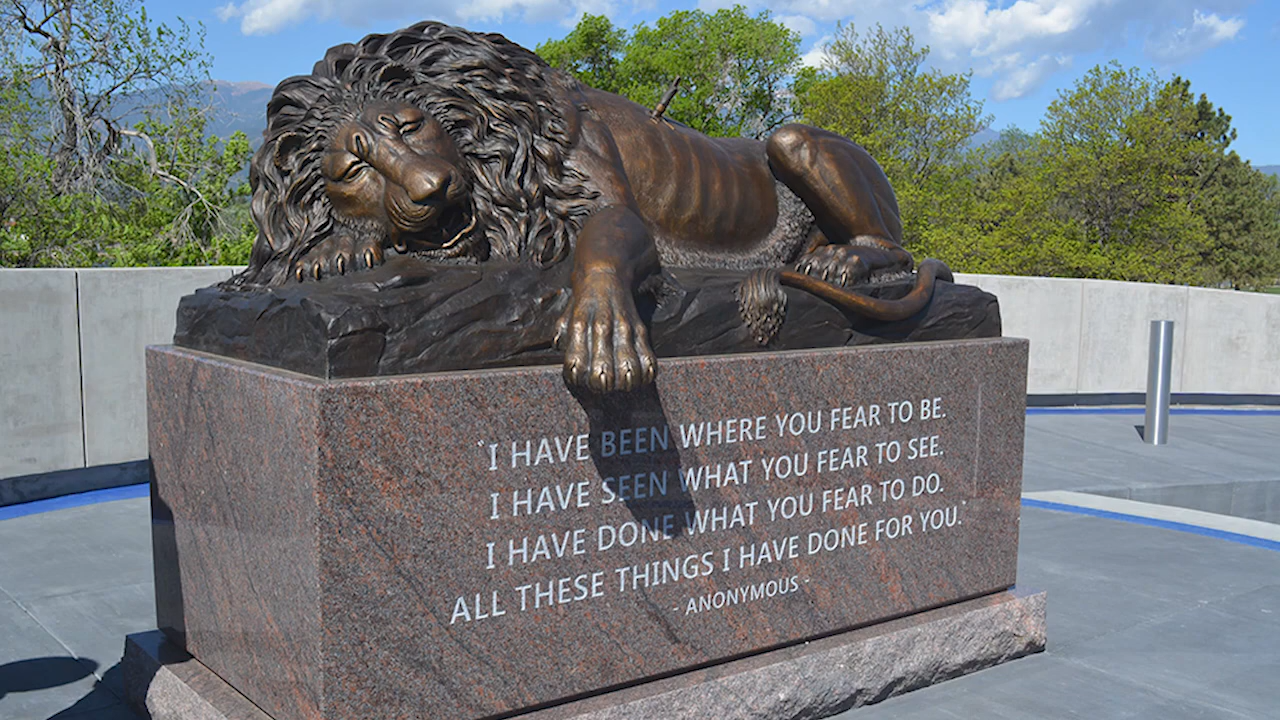 "I HAVE BEEN WHERE YOU FEAR TO BE.
I HAVE SEEN WHAT YOU FEAR TO SEE.
I HAVE DONE WHAT YOU FEAR TO DO.
ALL THESE THINGS I HAVE DONE FOR YOU."
- ANONYMOUS -